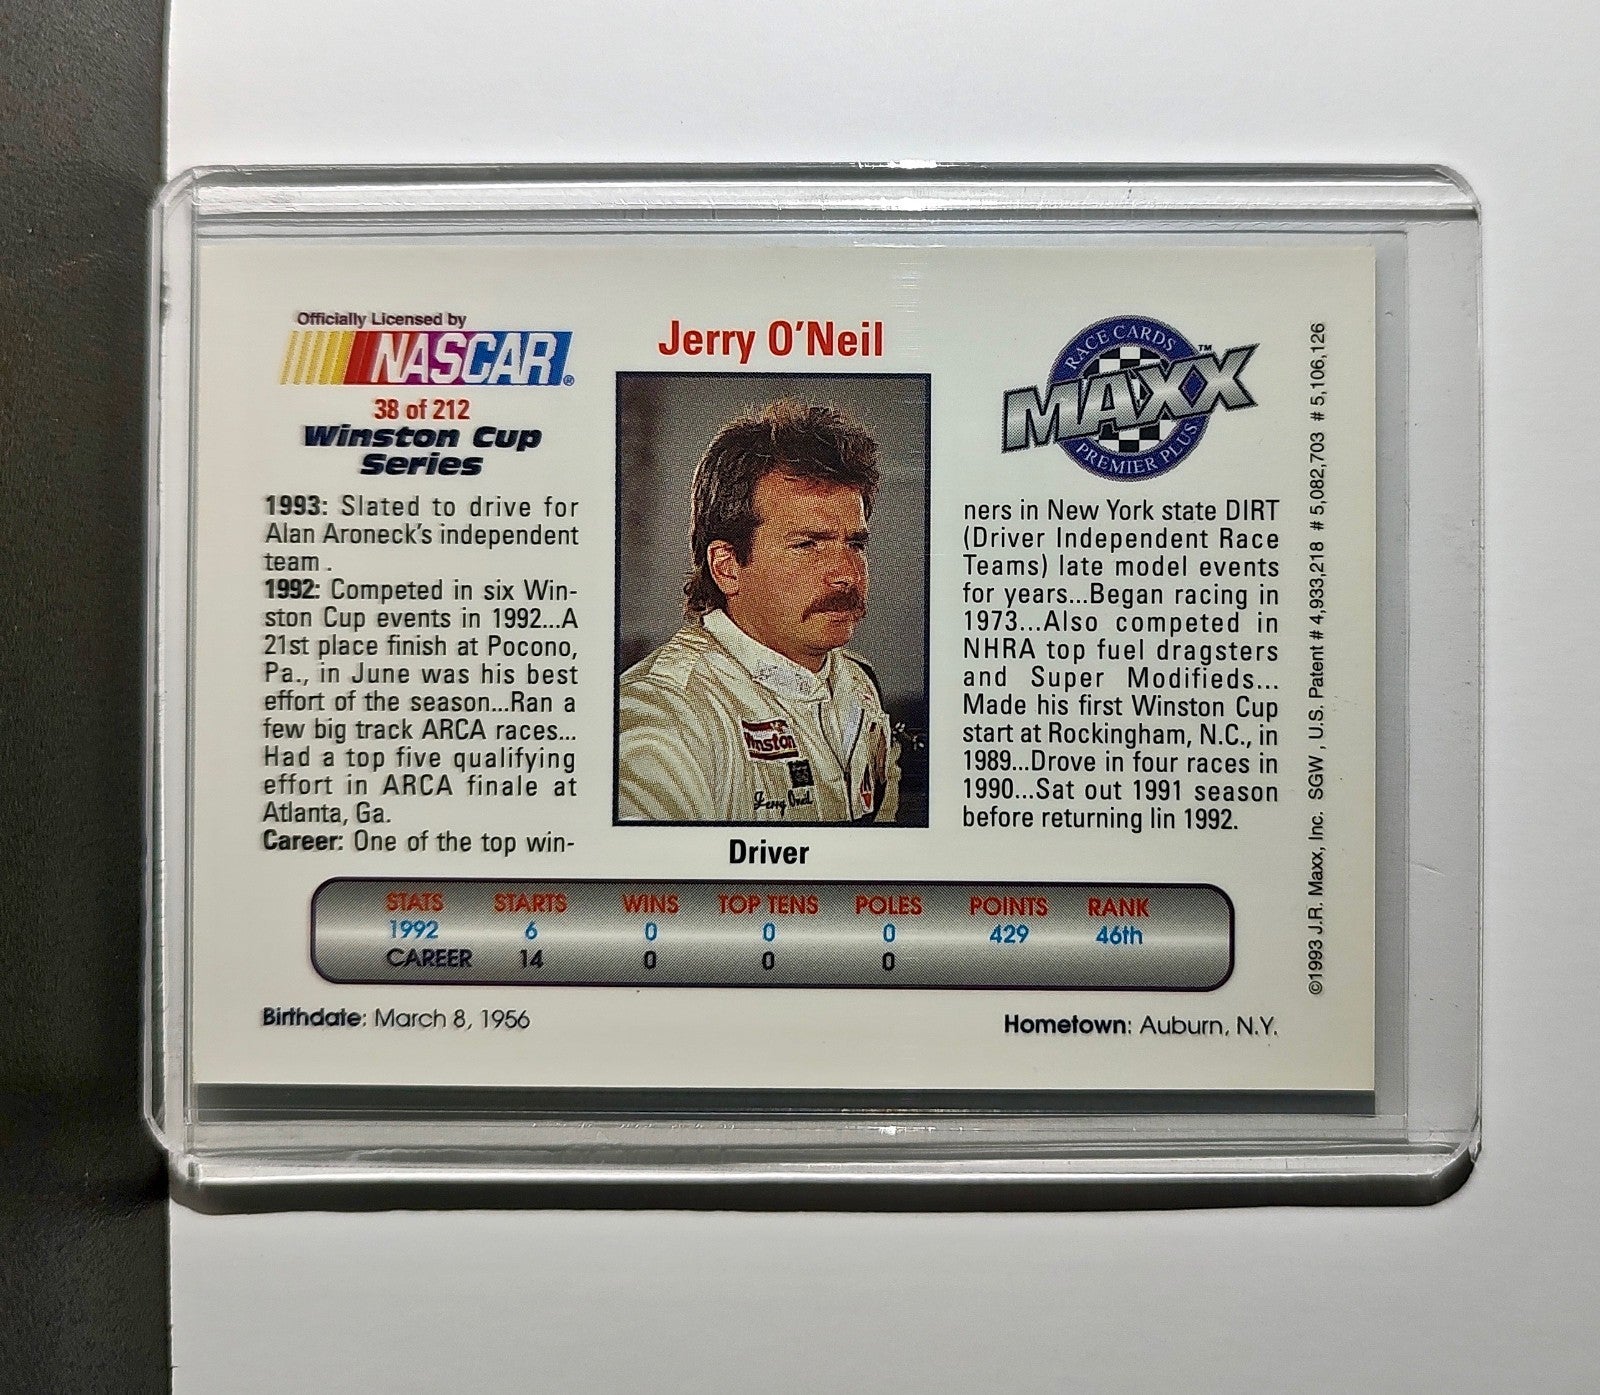 Officially Licensed by
NASCAR®
38 of 212
Winston Cup
Series
1993: Slated to drive for
Alan Aroneck's independent
team .
1992: Competed in six Win-
ston Cup events in 1992...A
21st place finish at Pocono,
Pa., in June was his best
effort of the season...Ran a
few big track ARCA races...
Had a top five qualifying
effort in ARCA finale at
Atlanta, Ga.
Career: One of the top win-
Jerry O'Neil
Winston
Jerry Oneil
Driver
RACE CARDS
MAXX™
PREMIER PLUS
ners in New York state DIRT
(Driver Independent Race
Teams) late model events
for years...Began racing in
1973...Also competed in
NHRA top fuel dragsters
and Super Modifieds...
Made his first Winston Cup
start at Rockingham, N.C., in
1989...Drove in four races in
1990...Sat out 1991 season
before returning lin 1992.
STATS STARTS WINS TOP TENS POLES POINTS RANK
1992 6 0 0 0 429 46th
CAREER 14 0 0 0
Birthdate: March 8, 1956
Hometown: Auburn, N.Y.
©1993 J.R. Maxx, Inc. SGW, U.S. Patent # 4,933,218 # 5,082,703 # 5,106,126